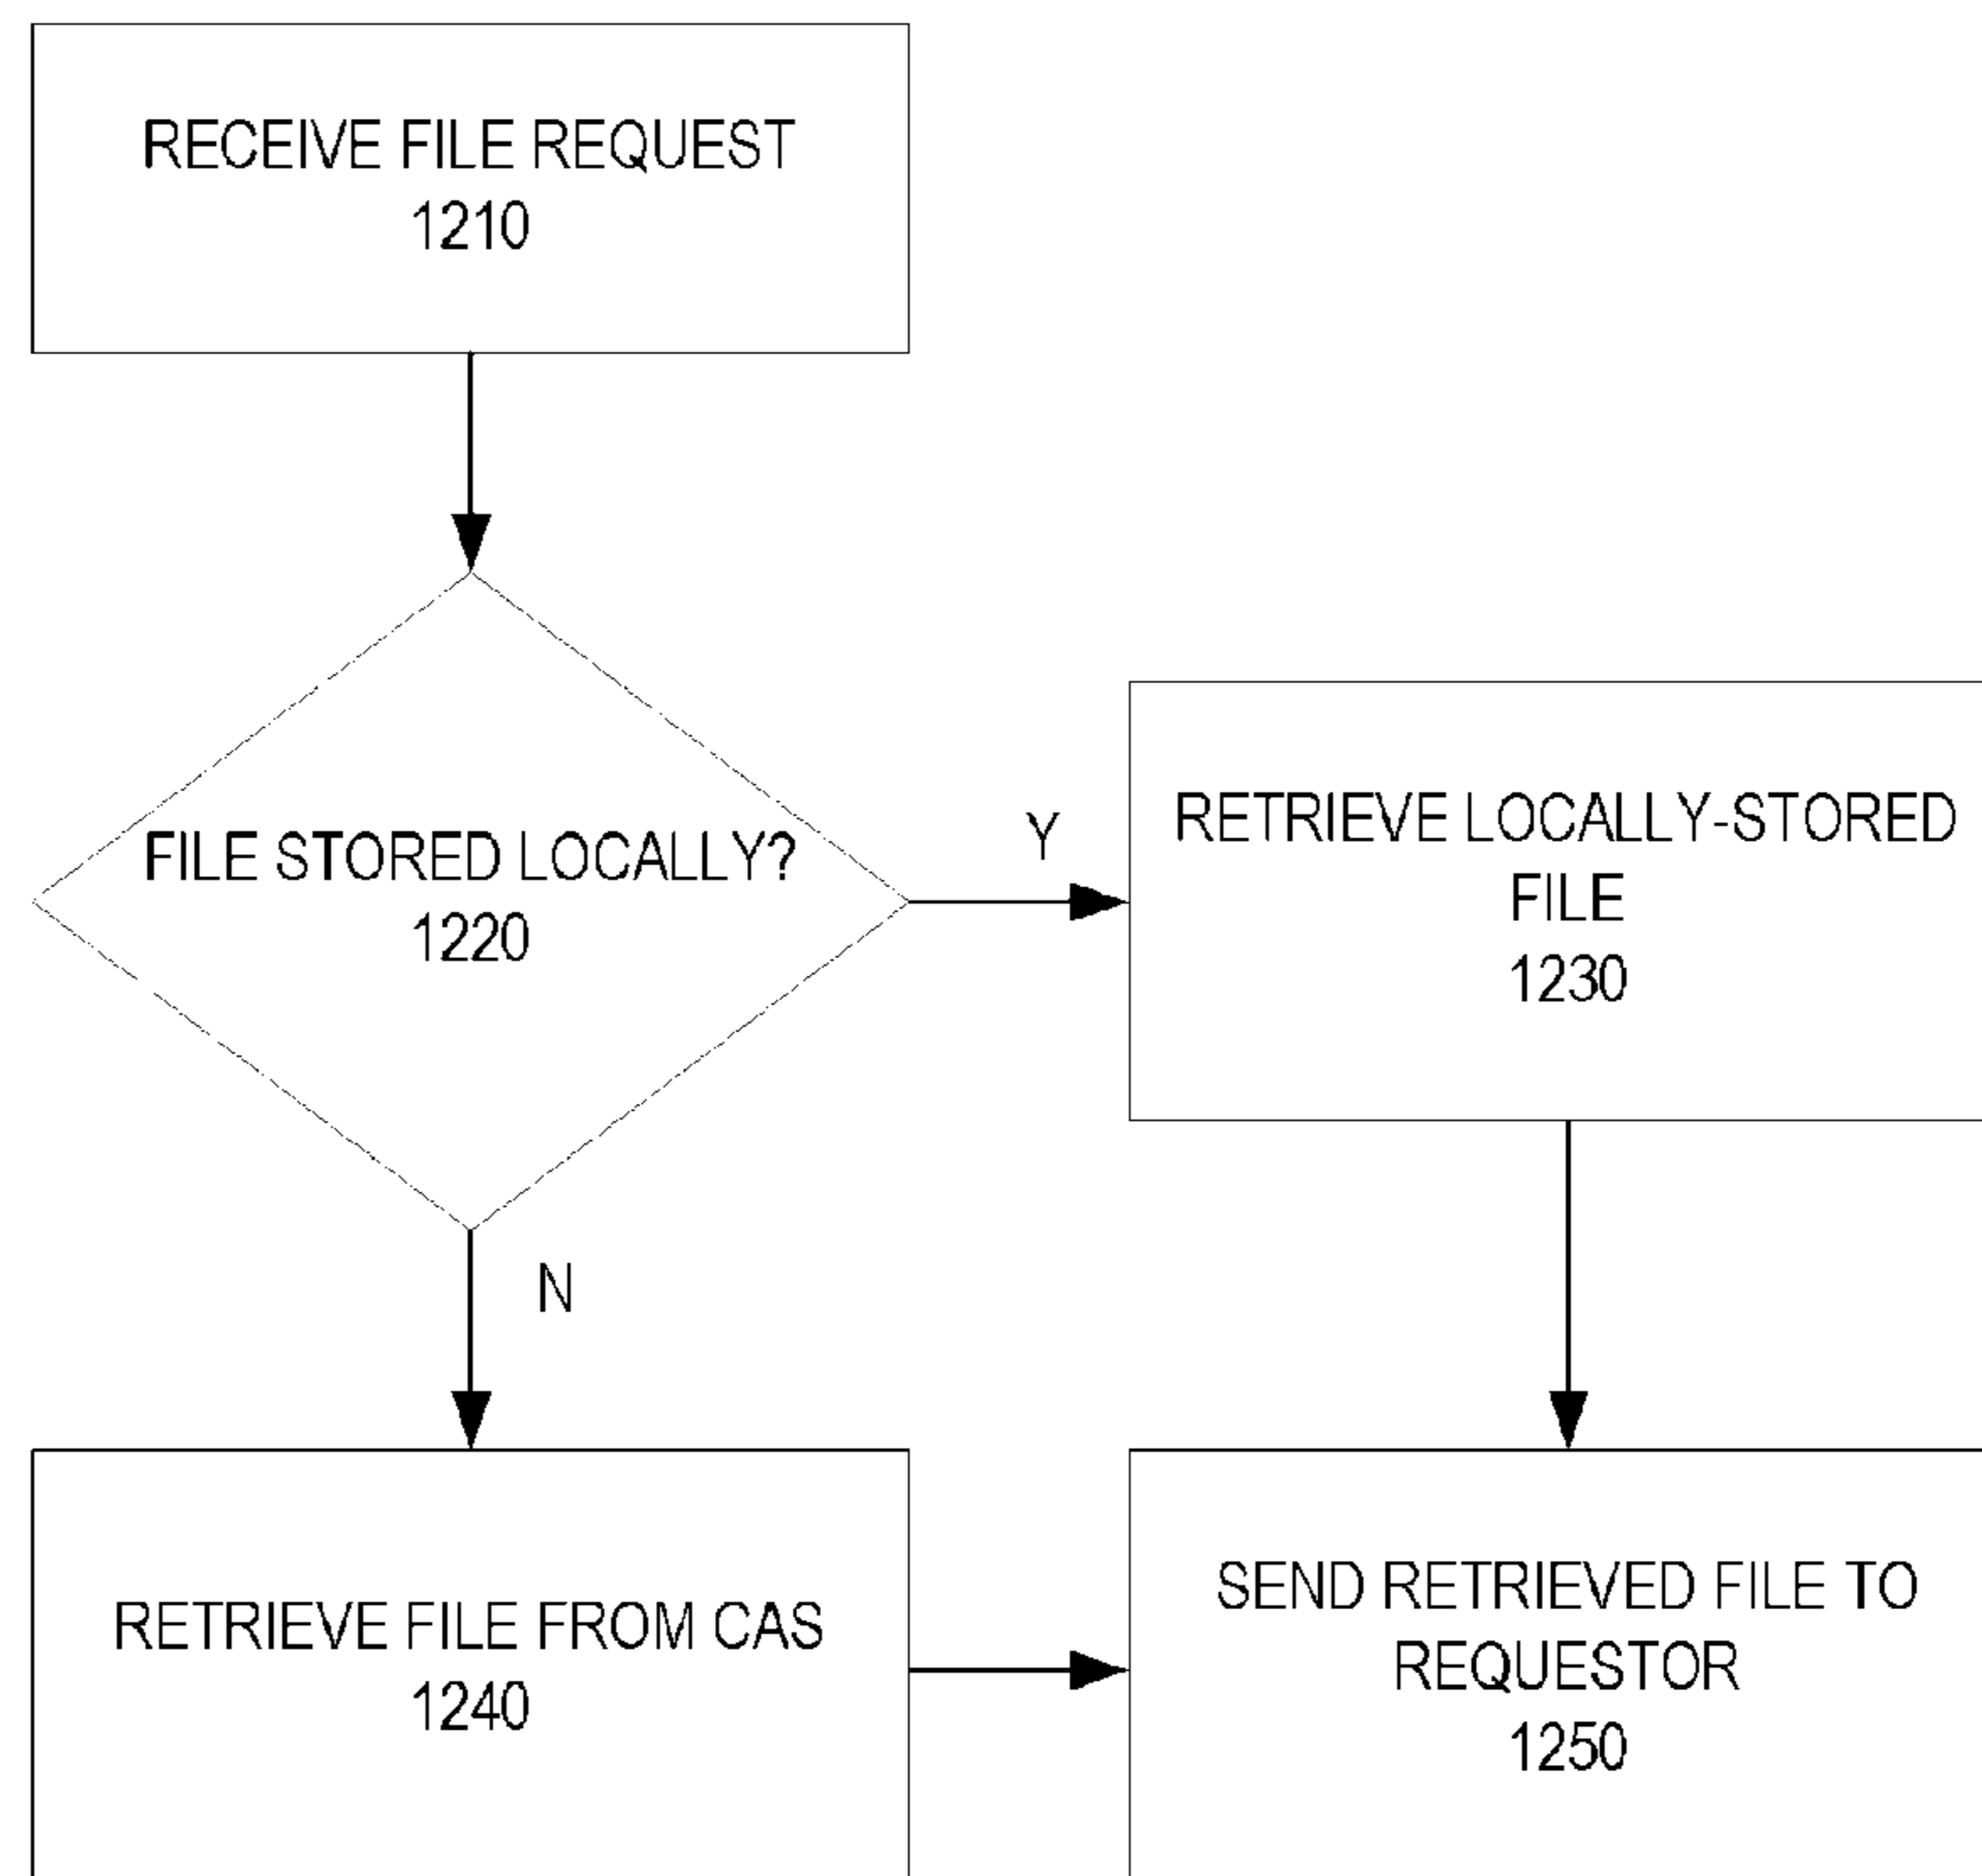 RECEIVE FILE REQUEST
1210
FILE STORED LOCALLY?
1220
Y
RETRIEVE LOCALLY-STORED
FILE
1230
N
RETRIEVE FILE FROM CAS
1240
SEND RETRIEVED FILE TO
REQUESTOR
1250